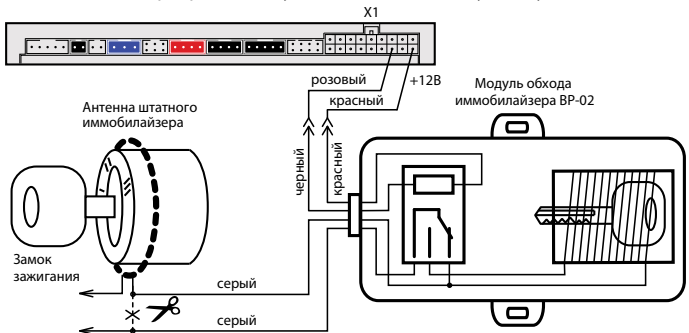 X1
розовый
+12В
красный
Модуль обхода
иммобилайзера BP-02
Антенна штатного
иммобилайзера
черный
красный
Замок
зажигания
серый
серый